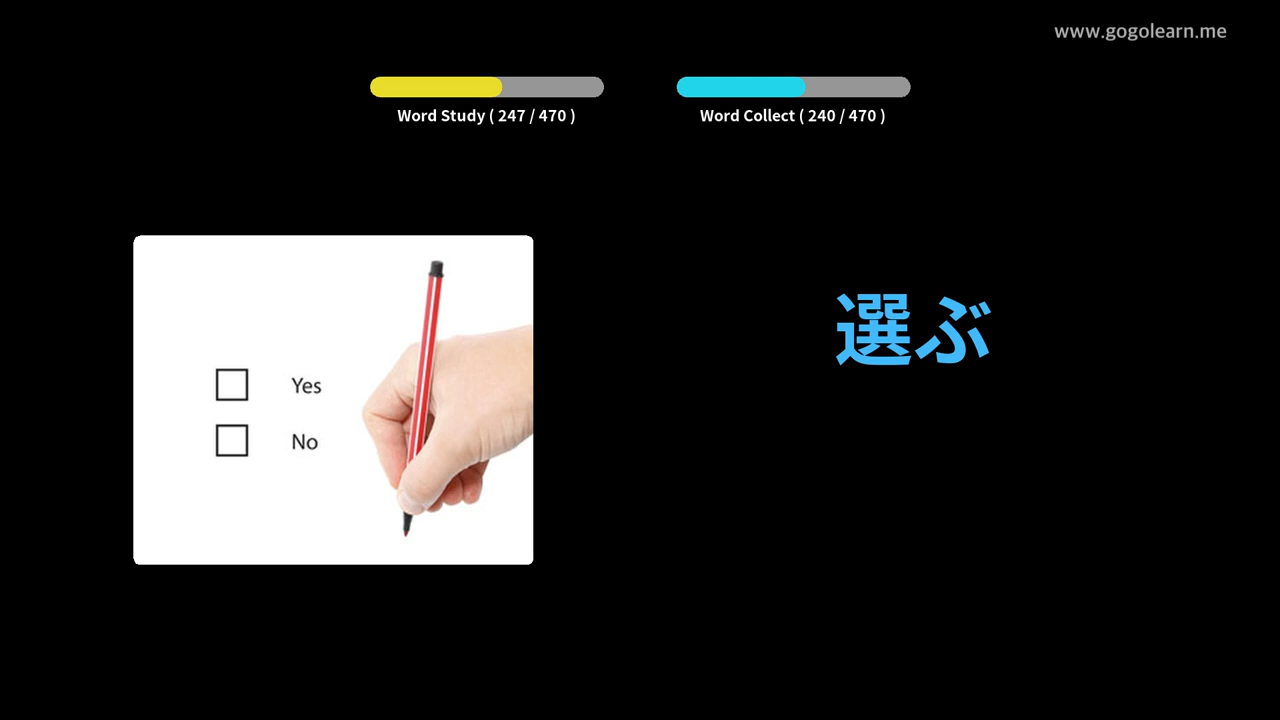 www.gogolearn.me
Word Study ( 247 / 470 )
Word Collect ( 240 / 470 )
選ぶ
Yes
No